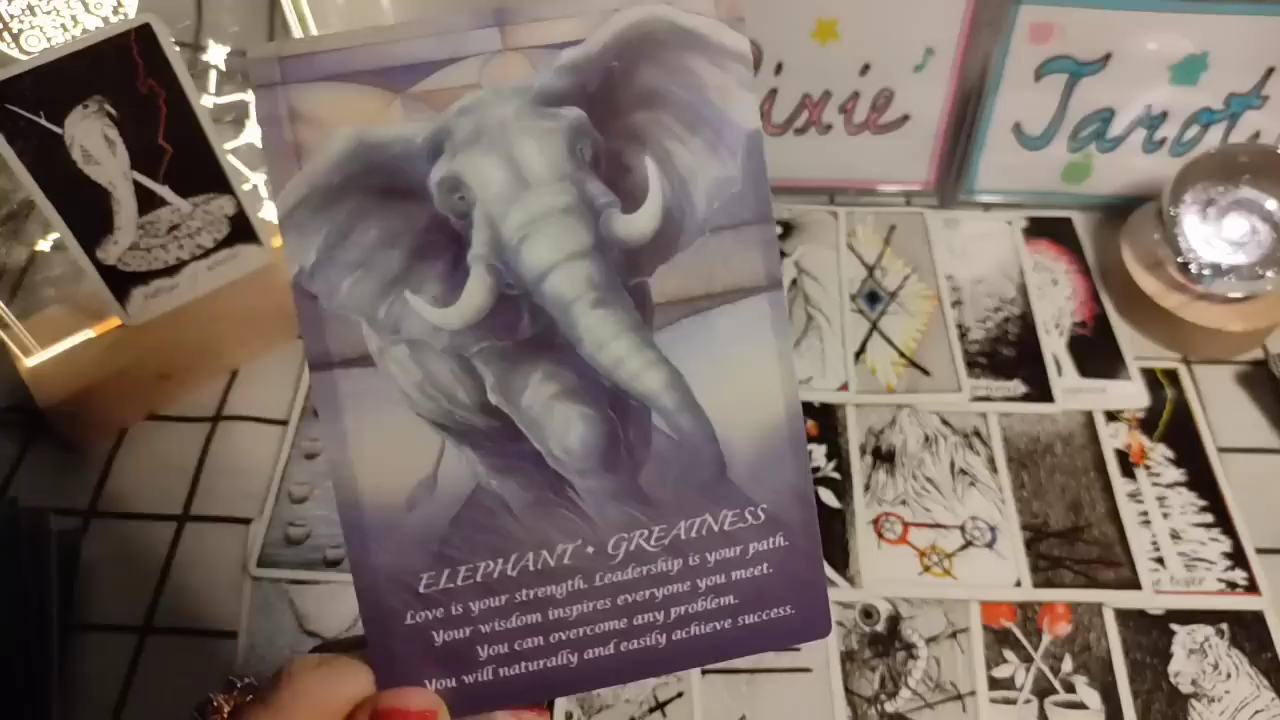 ixie
Tarot
ELEPHANT • GREATNESS
Love is your strength. Leadership is your path.
Your wisdom inspires everyone you meet.
You can overcome any problem.
You will naturally and easily achieve success.